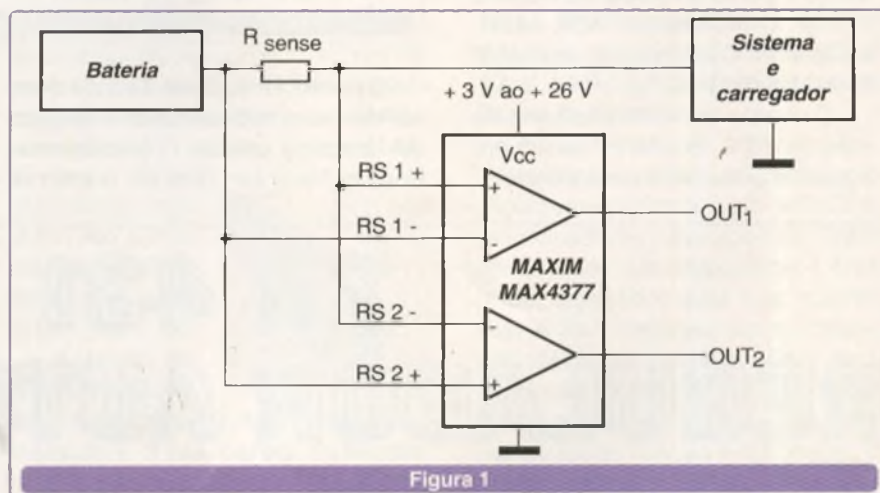 Bateria
R sense
Sistema
e
carregador
+ 3 V ao + 26 V
Vcc
RS 1 +
+
OUT1
RS 1 -
-
MAXIM
MAX4377
RS 2 -
-
OUT2
RS 2 +
+
Figura 1